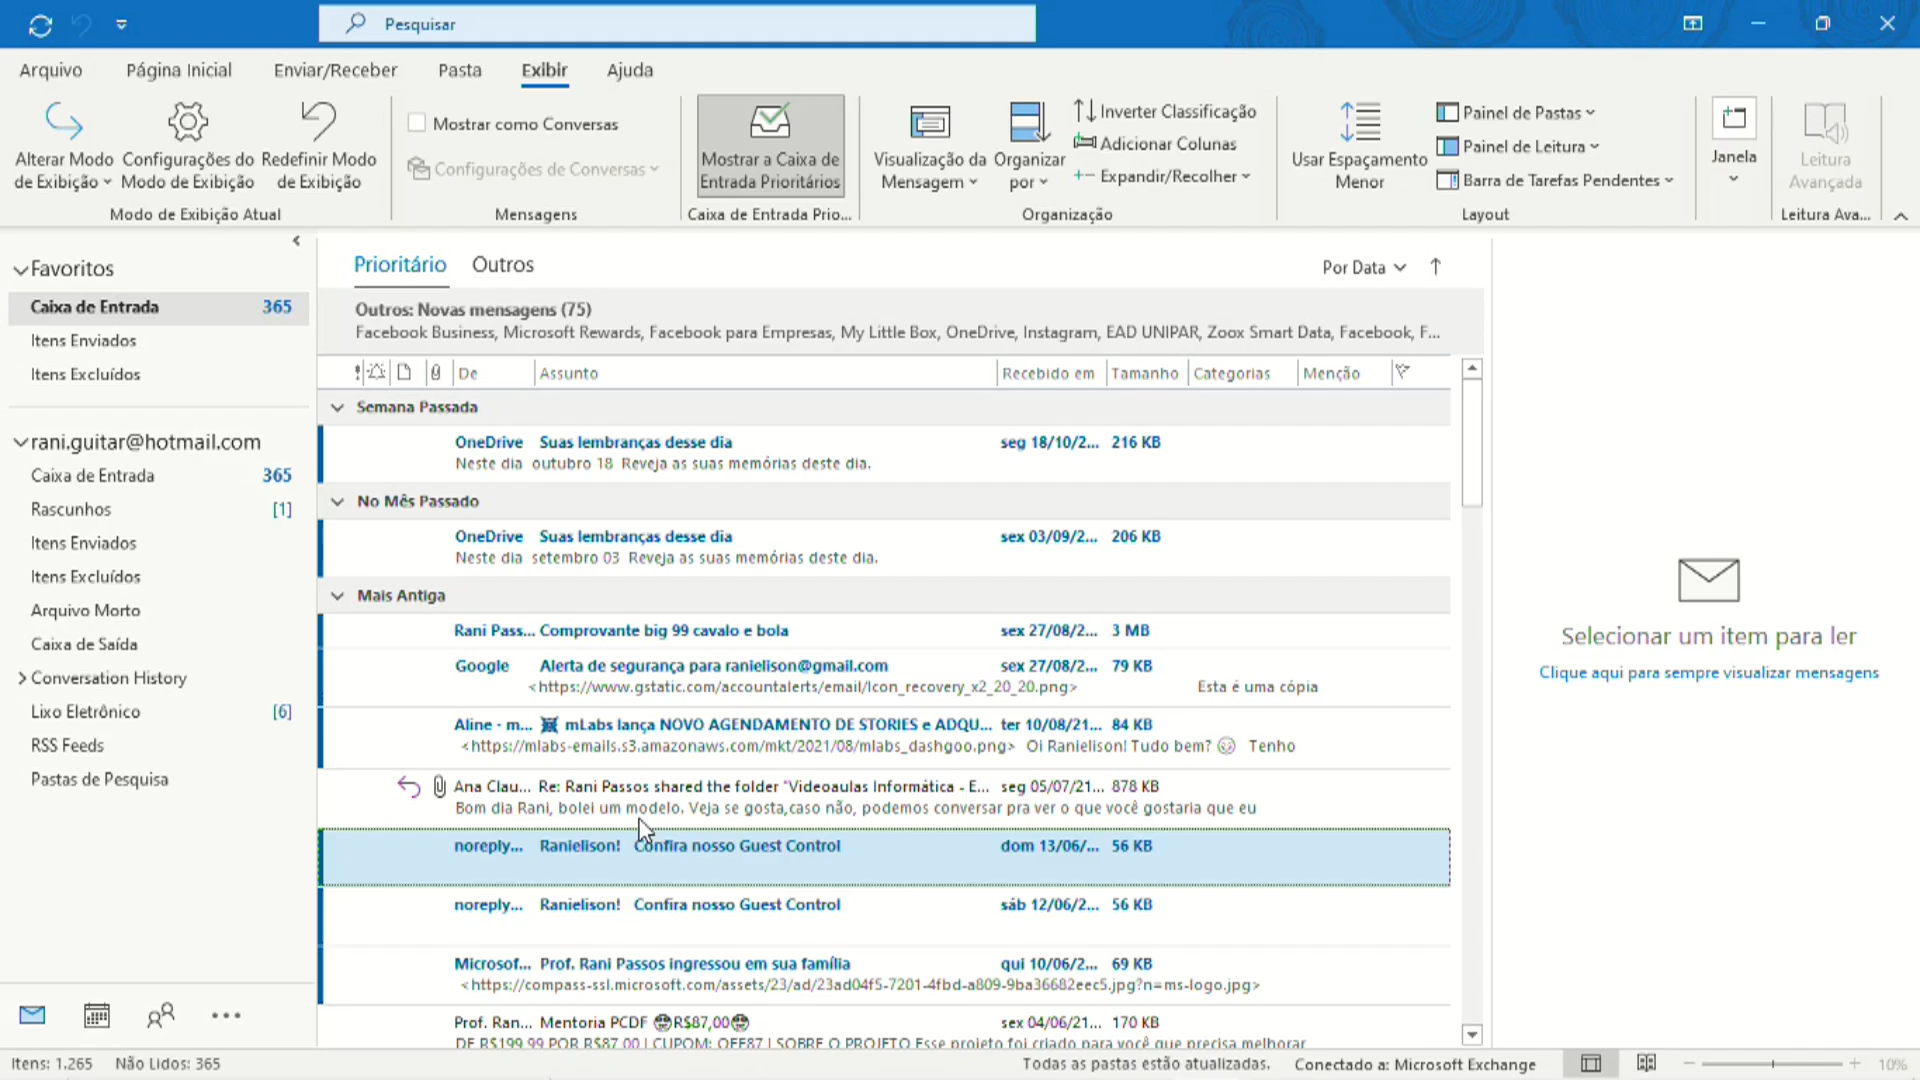 Pesquisar
Arquivo
Página Inicial
Enviar/Receber
Pasta
Exibir
Ajuda
Alterar Modo
de Exibição
Configurações do
Modo de Exibição
Redefinir Modo
de Exibição
Modo de Exibição Atual
Mostrar como Conversas
Configurações de Conversas
Mensagens
Mostrar a Caixa de
Entrada Prioritários
Caixa de Entrada Prio...
Visualização da
Mensagem
Organizar
por
Inverter Classificação
Adicionar Colunas
Expandir/Recolher
Organização
Usar Espaçamento
Menor
Painel de Pastas
Painel de Leitura
Barra de Tarefas Pendentes
Layout
Janela
Leitura
Avançada
Leitura Ava...
Favoritos
Caixa de Entrada 365
Itens Enviados
Itens Excluídos
rani.guitar@hotmail.com
Caixa de Entrada 365
Rascunhos [1]
Itens Enviados
Itens Excluídos
Arquivo Morto
Caixa de Saída
Conversation History
Lixo Eletrônico [6]
RSS Feeds
Pastas de Pesquisa
Prioritário Outros
Por Data
Outros: Novas mensagens (75)
Facebook Business, Microsoft Rewards, Facebook para Empresas, My Little Box, OneDrive, Instagram, EAD UNIPAR, Zoox Smart Data, Facebook, F...
De Assunto Recebido em Tamanho Categorias Menção
Semana Passada
OneDrive Suas lembranças desse dia seg 18/10/2... 216 KB
Neste dia outubro 18 Reveja as suas memórias deste dia.
No Mês Passado
OneDrive Suas lembranças desse dia sex 03/09/2... 206 KB
Neste dia setembro 03 Reveja as suas memórias deste dia.
Mais Antiga
Rani Pass... Comprovante big 99 cavalo e bola sex 27/08/2... 3 MB
Google Alerta de segurança para ranielison@gmail.com sex 27/08/2... 79 KB
<https://www.gstatic.com/accountalerts/email/Icon_recovery_x2_20_20.png> Esta é uma cópia
Aline - m... mLabs lança NOVO AGENDAMENTO DE STORIES e ADQU... ter 10/08/21... 84 KB
<https://mlabs-emails.s3.amazonaws.com/mkt/2021/08/mlabs_dashgoo.png> Oi Ranielison! Tudo bem? 🙂 Tenho
Ana Clau... Re: Rani Passos shared the folder "Videoaulas Informática - E... seg 05/07/21... 878 KB
Bom dia Rani, bolei um modelo. Veja se gosta,caso não, podemos conversar pra ver o que você gostaria que eu
noreply... Ranielison! Confira nosso Guest Control dom 13/06/... 56 KB
noreply... Ranielison! Confira nosso Guest Control sáb 12/06/2... 56 KB
Microsof... Prof. Rani Passos ingressou em sua família qui 10/06/2... 69 KB
<https://compass-ssl.microsoft.com/assets/23/ad/23ad04f5-7201-4fbd-a809-9ba36682eec5.jpg?n=ms-logo.jpg>
Prof. Ran... Mentoria PCDF 😎R$87,00😎 sex 04/06/21... 170 KB
DE R$199,99 POR R$87,00 | CUPOM: OFF87 | SOBRE O PROJETO Esse projeto foi criado para você que precisa melhorar
Selecionar um item para ler
Clique aqui para sempre visualizar mensagens
Itens: 1.265 Não Lidos: 365
Todas as pastas estão atualizadas. Conectado a: Microsoft Exchange
10%